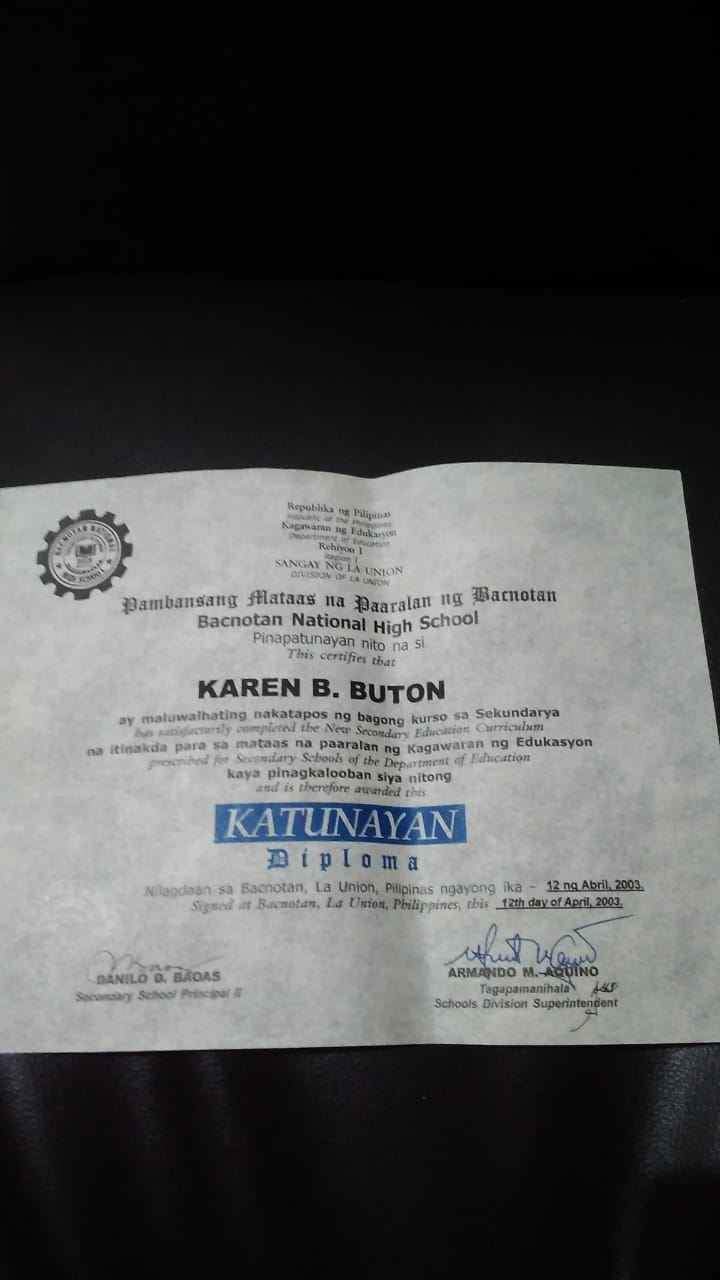 Republika ng Pilipinas
Republic of the Philippines
Kagawaran ng Edukasyon
Department of Education
Rehiyon I
Region I
SANGAY NG LA UNION
DIVISION OF LA UNION
BACNOTAN NATIONAL
HIGH SCHOOL
Pambansang Mataas na Paaralan ng Bacnotan
Bacnotan National High School
Pinapatunayan nito na si
This certifies that
KAREN B. BUTON
ay maluwalhating nakatapos ng bagong kurso sa Sekundarya
has satisfactorily completed the New Secondary Education Curriculum
na itinakda para sa mataas na paaralan ng Kagawaran ng Edukasyon
prescribed for Secondary Schools of the Department of Education
kaya pinagkalooban siya nitong
and is therefore awarded this
KATUNAYAN
Diploma
Nilagdaan sa Bacnotan, La Union, Pilipinas ngayong ika - 12 ng Abril, 2003.
Signed at Bacnotan, La Union, Philippines, this 12th day of April, 2003.
DANILO B. BAOAS
Secondary School Principal II
ARMANDO M. AQUINO
Tagapamanihala
Schools Division Superintendent